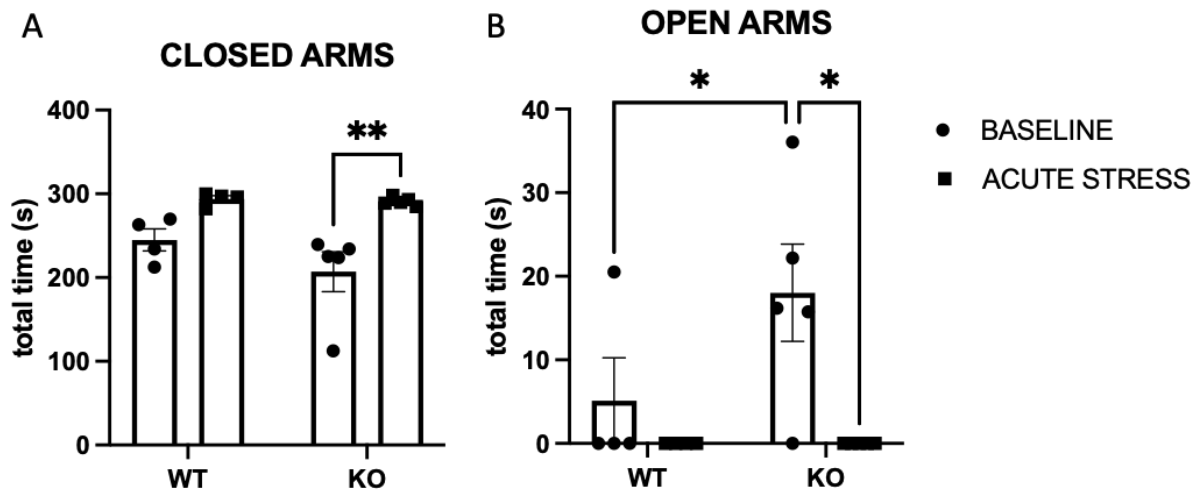 A
CLOSED ARMS
total time (s)
400
300
200
100
0
**
WT
KO
B
OPEN ARMS
total time (s)
40
30
20
10
0
*
*
WT
KO
BASELINE
ACUTE STRESS